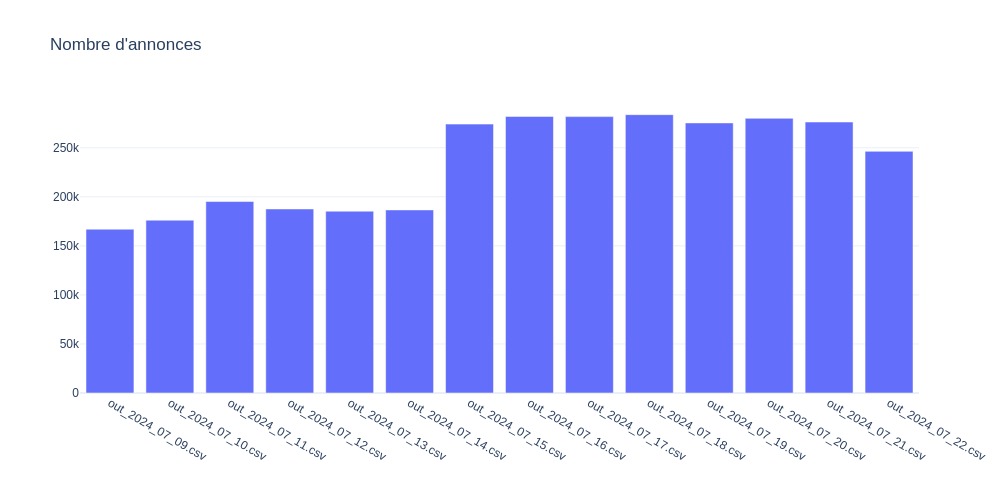 Nombre d'annonces
250k
200k
150k
100k
50k
0
out_2024_07_09.csv
out_2024_07_10.csv
out_2024_07_11.csv
out_2024_07_12.csv
out_2024_07_13.csv
out_2024_07_14.csv
out_2024_07_15.csv
out_2024_07_16.csv
out_2024_07_17.csv
out_2024_07_18.csv
out_2024_07_19.csv
out_2024_07_20.csv
out_2024_07_21.csv
out_2024_07_22.csv